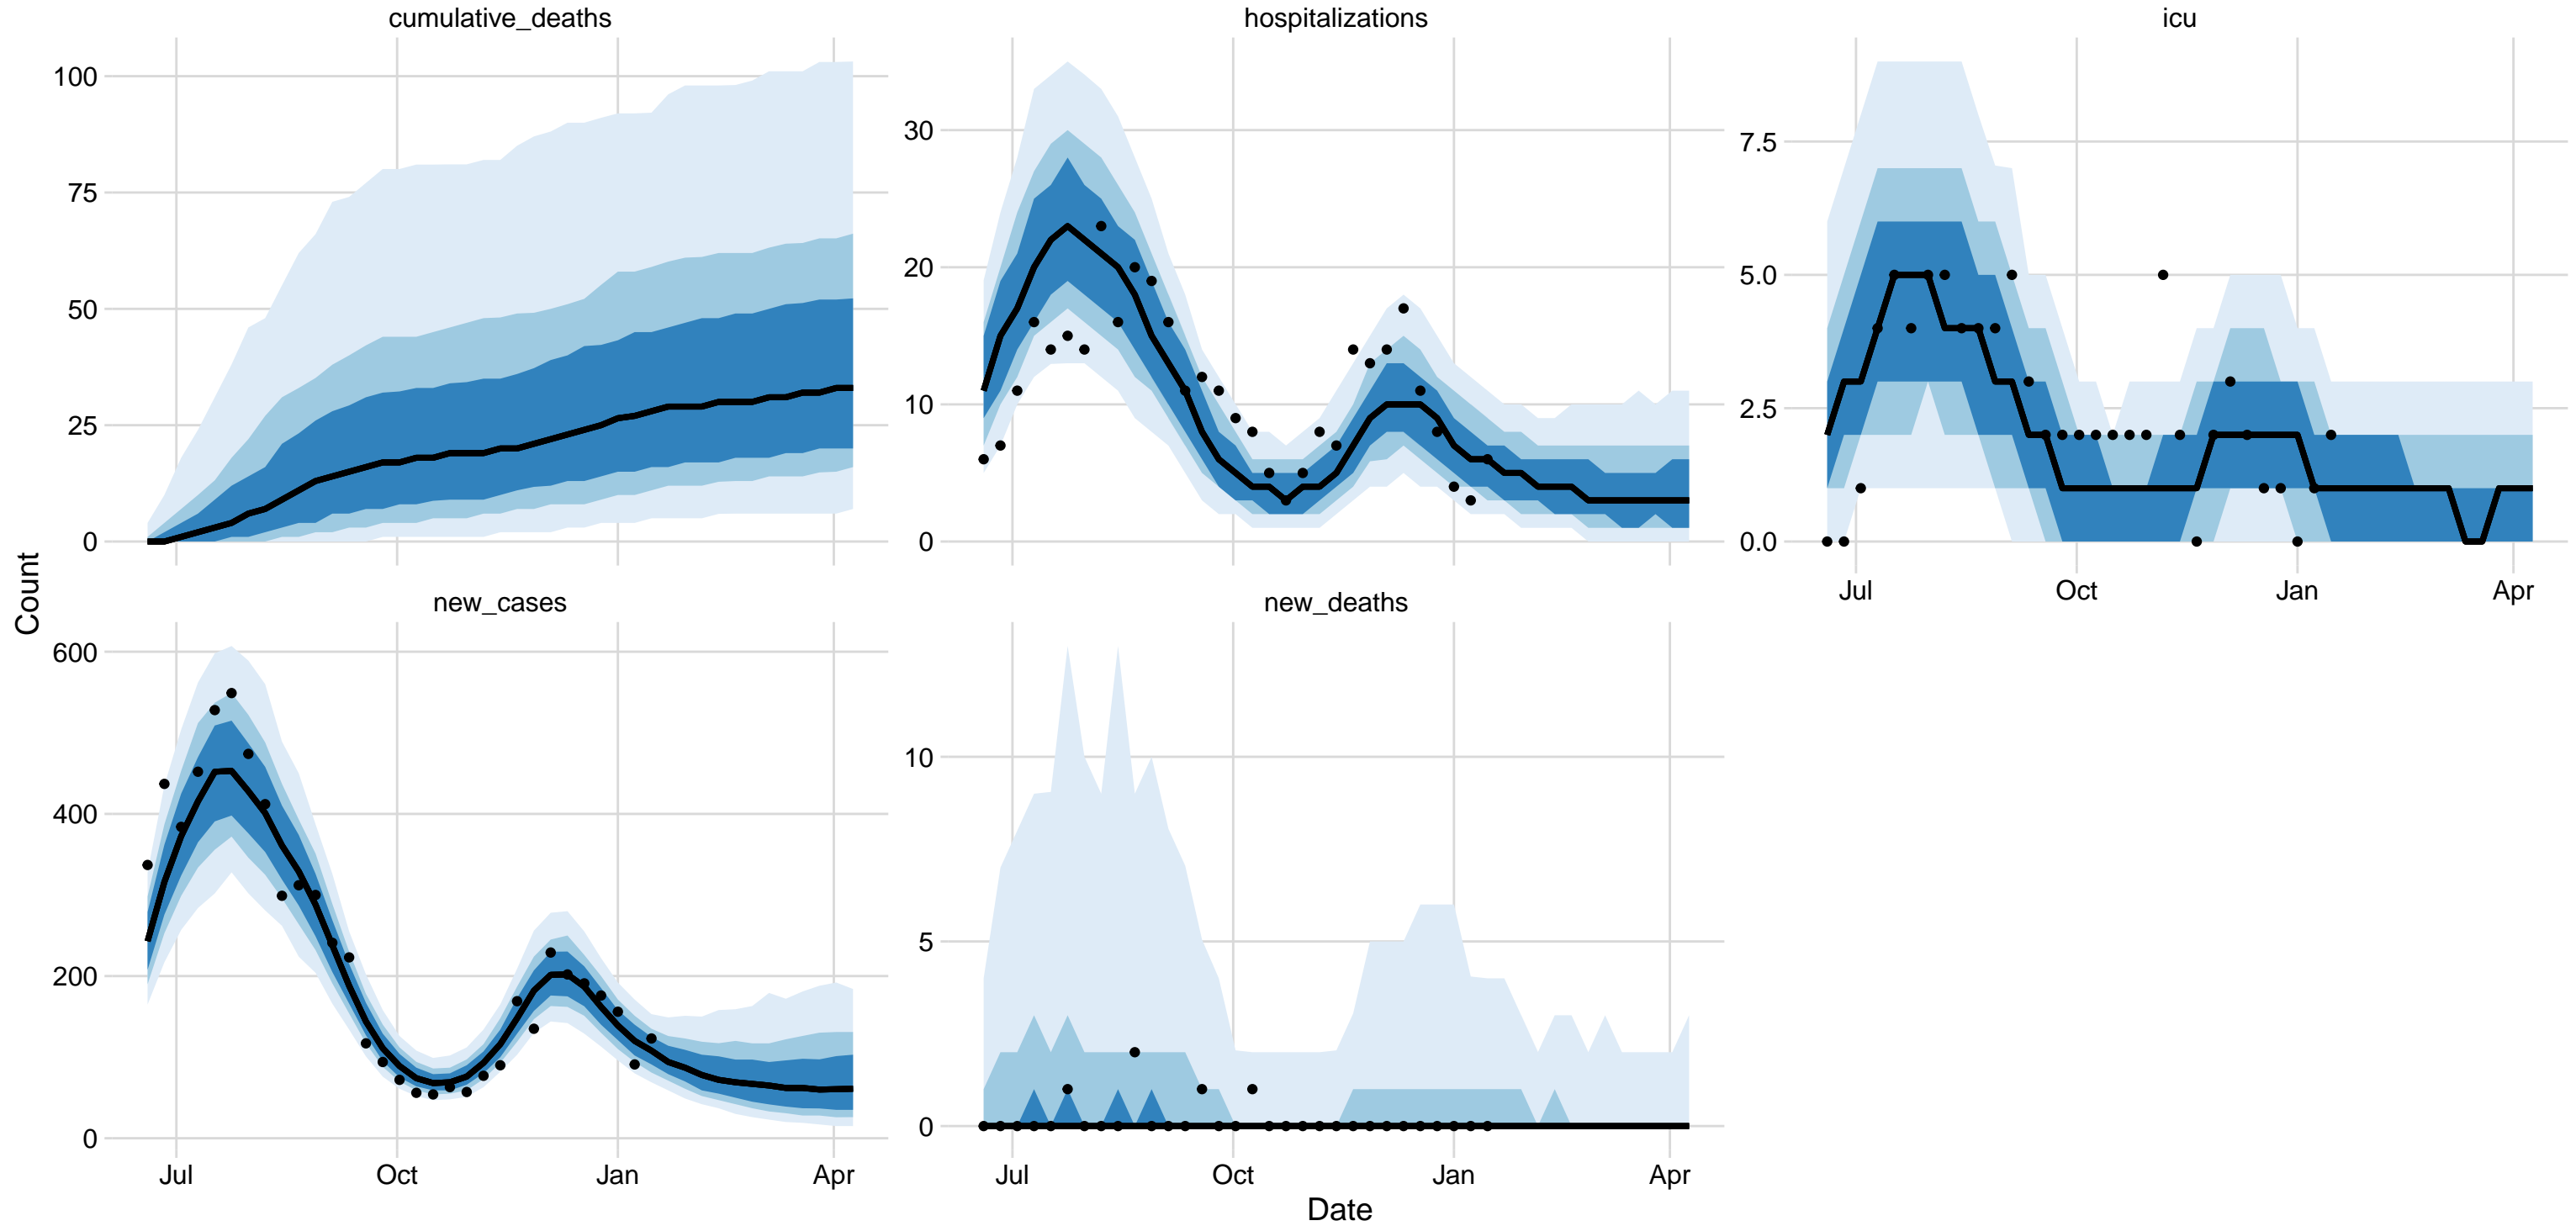 cumulative_deaths
hospitalizations
icu
100
75
50
25
0
30
20
10
0
7.5
5.0
2.5
0.0
Jul Oct Jan Apr
Count
new_cases
new_deaths
600
400
200
0
10
5
0
Jul Oct Jan Apr
Jul Oct Jan Apr
Date